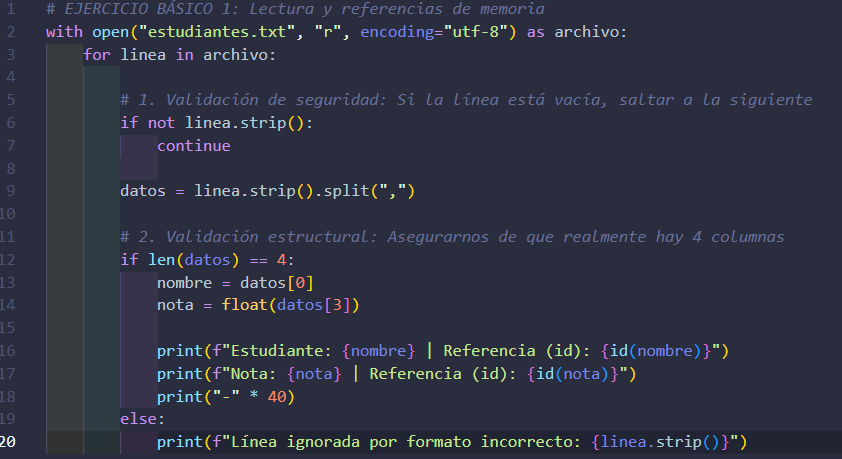 1 # EJERCICIO BÁSICO 1: Lectura y referencias de memoria
2 with open("estudiantes.txt", "r", encoding="utf-8") as archivo:
3     for linea in archivo:
4
5         # 1. Validación de seguridad: Si la línea está vacía, saltar a la siguiente
6         if not linea.strip():
7             continue
8
9         datos = linea.strip().split(",")
10
11         # 2. Validación estructural: Asegurarnos de que realmente hay 4 columnas
12         if len(datos) == 4:
13             nombre = datos[0]
14             nota = float(datos[3])
15
16             print(f"Estudiante: {nombre} | Referencia (id): {id(nombre)}")
17             print(f"Nota: {nota} | Referencia (id): {id(nota)}")
18             print("-" * 40)
19         else:
20             print(f"Línea ignorada por formato incorrecto: {linea.strip()}")